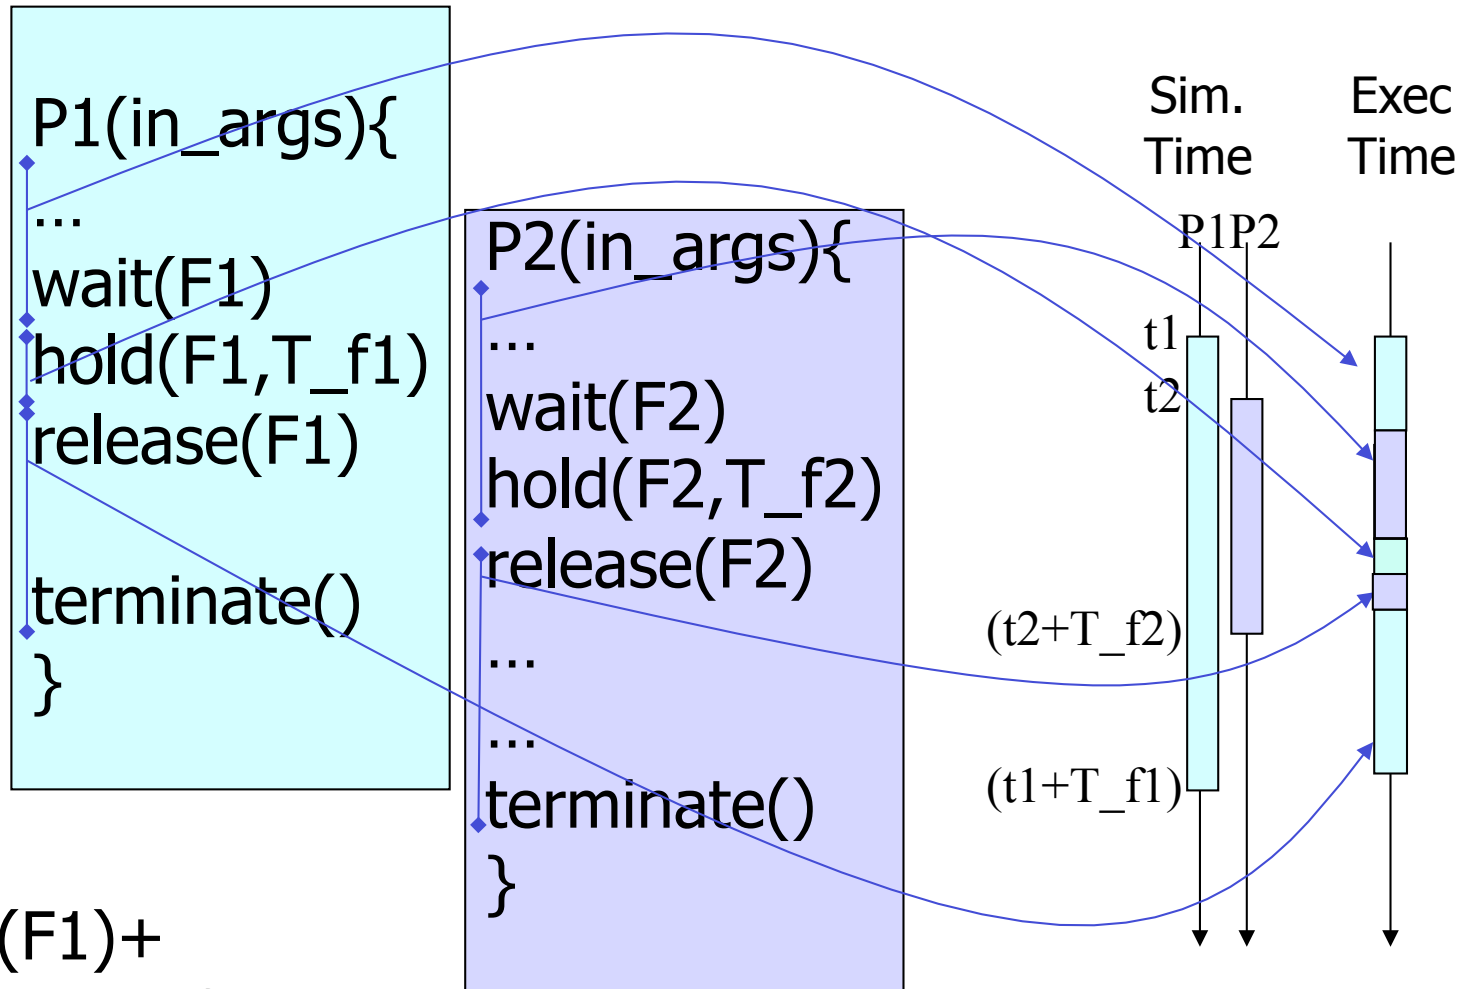 P1(in_args){
...
wait(F1)
hold(F1,T_f1)
release(F1)
terminate()
}
P2(in_args){
...
wait(F2)
hold(F2,T_f2)
release(F2)
...
...
terminate()
}
Sim.
Time
Exec
Time
P1P2
t1
t2
(t2+T_f2)
(t1+T_f1)
(F1)+